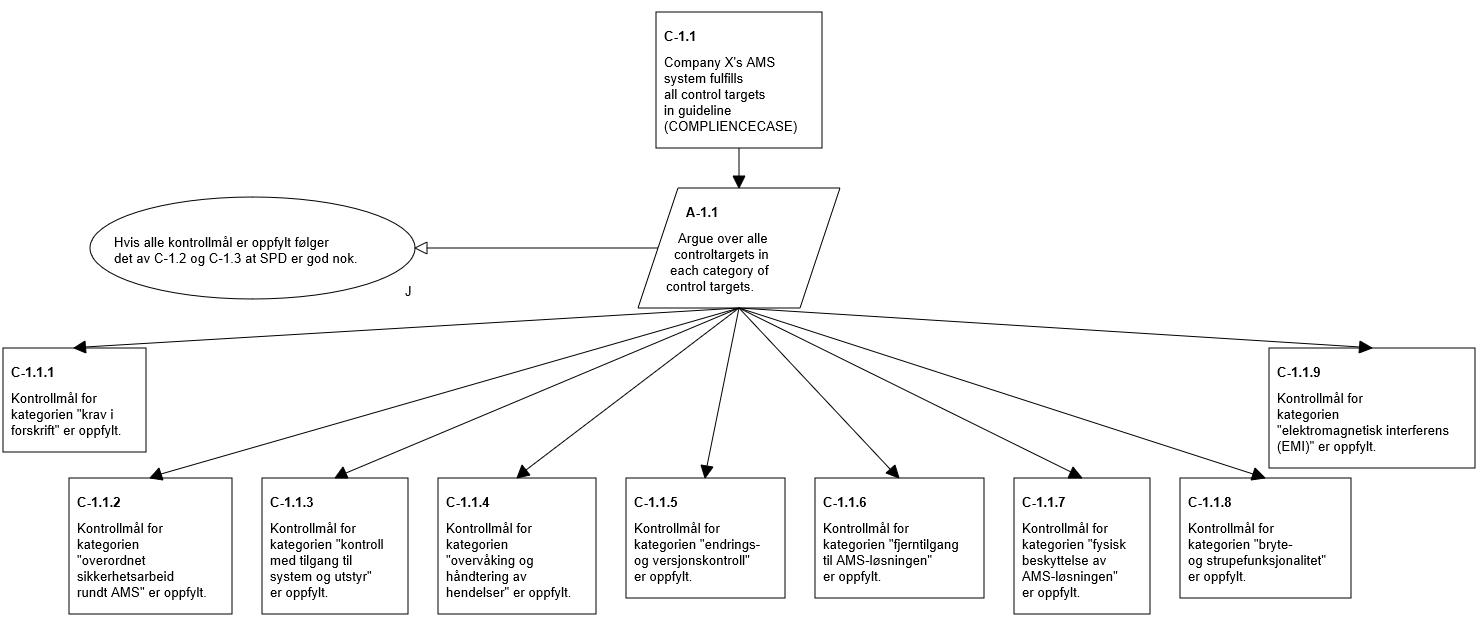 C-1.1
Company X's AMS
system fulfills
all control targets
in guideline
(COMPLIENCECASE)
Hvis alle kontrollmål er oppfylt følger
det av C-1.2 og C-1.3 at SPD er god nok.
J
A-1.1
Argue over alle
controltargets in
each category of
control targets.
C-1.1.1
Kontrollmål for
kategorien "krav i
forskrift" er oppfylt.
C-1.1.2
Kontrollmål for
kategorien
"overordnet
sikkerhetsarbeid
rundt AMS" er oppfylt.
C-1.1.3
Kontrollmål for
kategorien "kontroll
med tilgang til
system og utstyr"
er oppfylt.
C-1.1.4
Kontrollmål for
kategorien
"overvåking og
håndtering av
hendelser" er oppfylt.
C-1.1.5
Kontrollmål for
kategorien "endrings-
og versjonskontroll"
er oppfylt.
C-1.1.6
Kontrollmål for
kategorien "fjerntilgang
til AMS-løsningen"
er oppfylt.
C-1.1.7
Kontrollmål for
kategorien "fysisk
beskyttelse av
AMS-løsningen"
er oppfylt.
C-1.1.8
Kontrollmål for
kategorien "bryte-
og strupefunksjonalitet"
er oppfylt.
C-1.1.9
Kontrollmål for
kategorien
"elektromagnetisk interferens
(EMI)" er oppfylt.